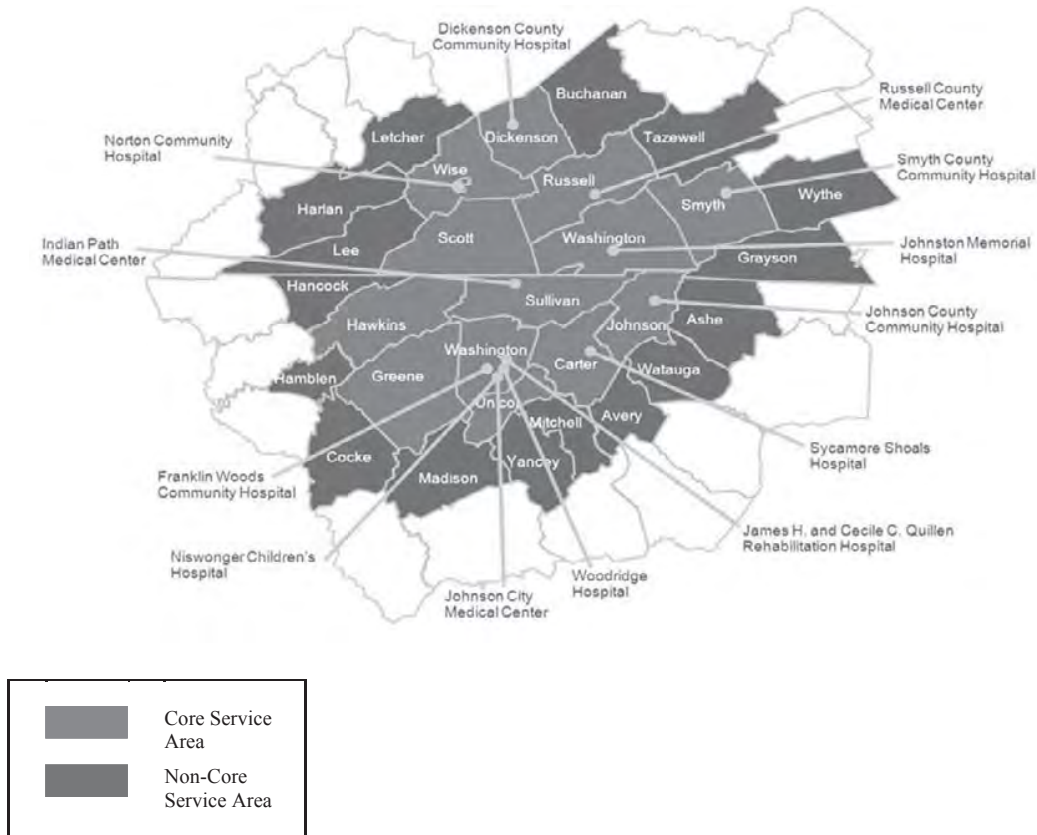 Dickenson County
Community Hospital
Buchanan
Russell County
Medical Center
Letcher
Dickenson
Tazewell
Norton Community
Hospital
Smyth County
Community Hospital
Wise
Russell
Wythe
Smyth
Harlan
Indian Path
Medical Center
Scott
Washington
Johnston Memorial
Hospital
Lee
Grayson
Hancock
Sullivan
Johnson County
Community Hospital
Hawkins
Johnson
Ashe
Washington
Carter
Watauga
Hamblen
Greene
Unicoi
Mitchell
Avery
Sycamore Shoals
Hospital
Cocke
Yancey
Madison
Franklin Woods
Community Hospital
James H. and Cecile C. Quillen
Rehabilitation Hospital
Niswonger Children's
Hospital
Woodridge
Hospital
Johnson City
Medical Center
Core Service
Area
Non-Core
Service Area